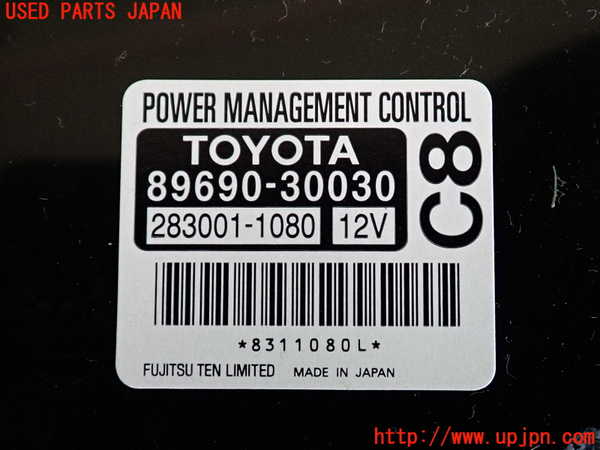 USED PARTS JAPAN
POWER MANAGEMENT CONTROL
TOYOTA
89690-30030
283001-1080 12V
C8
*8311080L*
FUJITSU TEN LIMITED MADE IN JAPAN
http://www.upjpn.com/